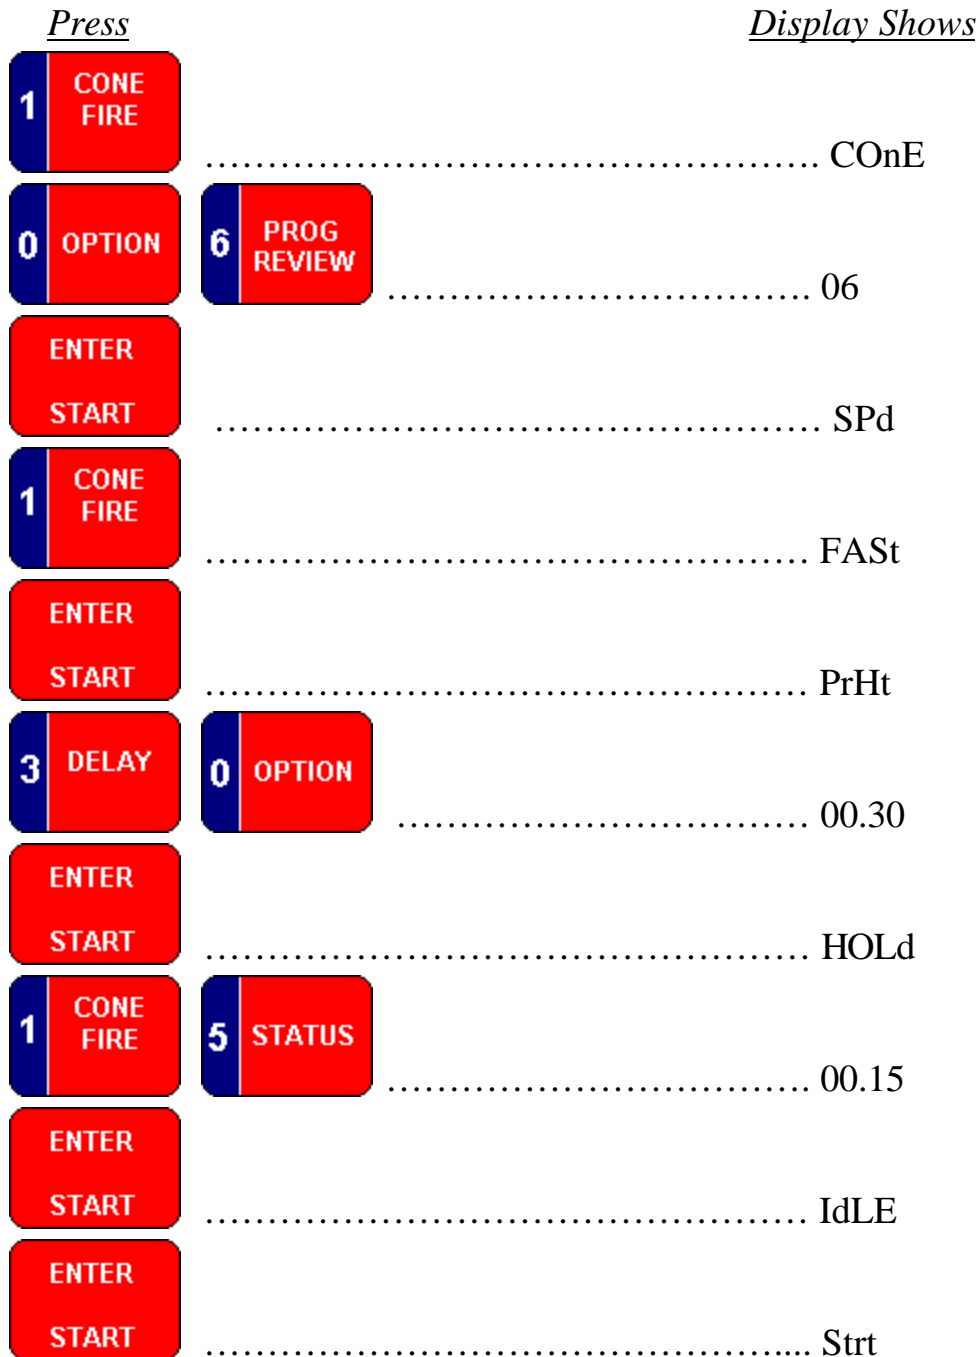 Press Display Shows
1 CONE
FIRE
……………………………………………. COnE
0 OPTION 6 PROG
REVIEW
……………………………. 06
ENTER
START …………………………………………… SPd
1 CONE
FIRE
…………………………………………. FASt
ENTER
START ………………………………………… PrHt
3 DELAY 0 OPTION
…………………………… 00.30
ENTER
START ………………………………………… HOLd
1 CONE
FIRE 5 STATUS
……………………………. 00.15
ENTER
START ………………………………………… IdLE
ENTER
START …………………………………….... Strt